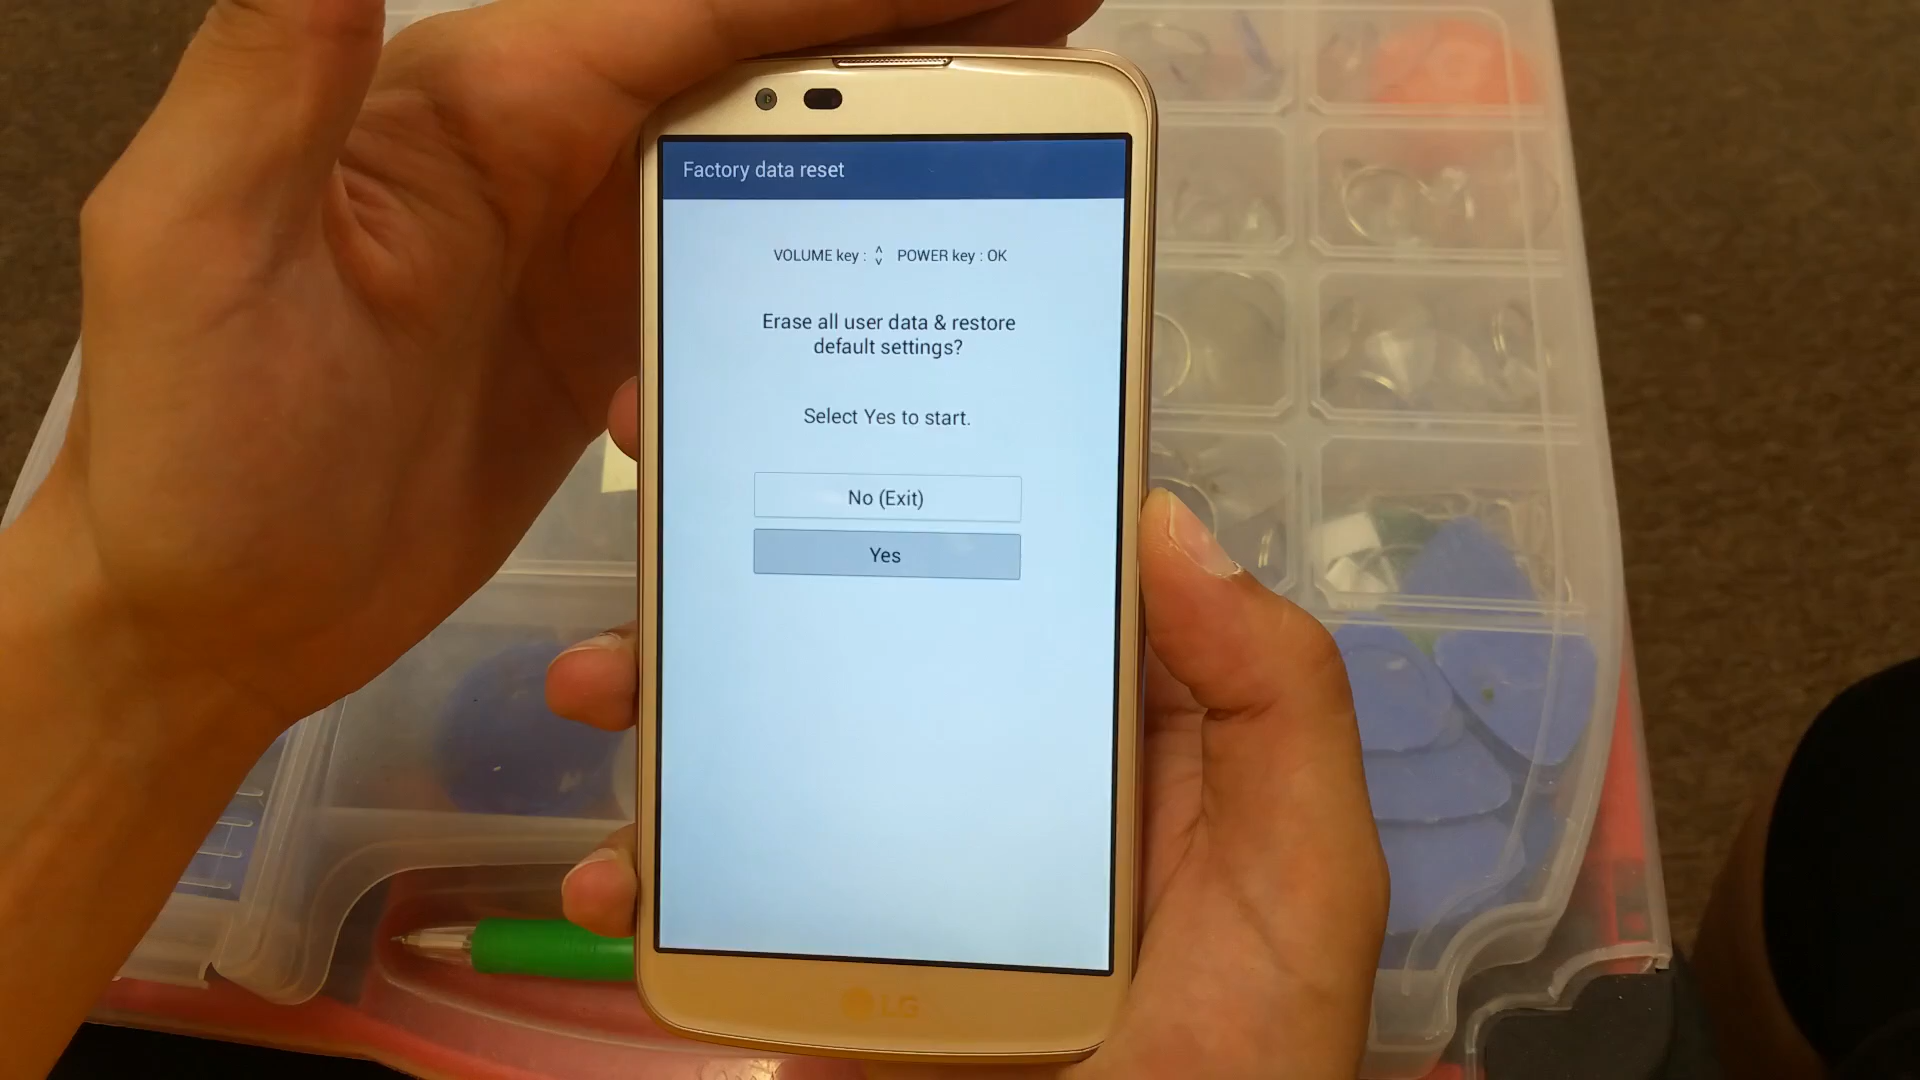 Factory data reset
VOLUME key : ^ v POWER key : OK
Erase all user data & restore
default settings?
Select Yes to start.
No (Exit)
Yes
LG